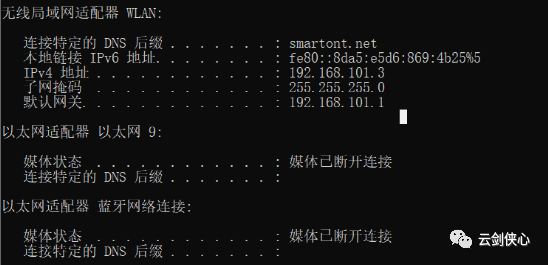 无线局域网适配器 WLAN:
连接特定的 DNS 后缀 . . . . . . . : smartont.net
本地链接 IPv6 地址. . . . . . . . : fe80::8da5:e5d6:869:4b25%5
IPv4 地址 . . . . . . . . . . . . : 192.168.101.3
子网掩码 . . . . . . . . . . . . : 255.255.255.0
默认网关. . . . . . . . . . . . . : 192.168.101.1
以太网适配器 以太网 9:
媒体状态 . . . . . . . . . . . . : 媒体已断开连接
连接特定的 DNS 后缀 . . . . . . . :
以太网适配器 蓝牙网络连接:
媒体状态 . . . . . . . . . . . . : 媒体已断开连接
连接特定的 DNS 后缀 . . . . . . . :
云剑侠心